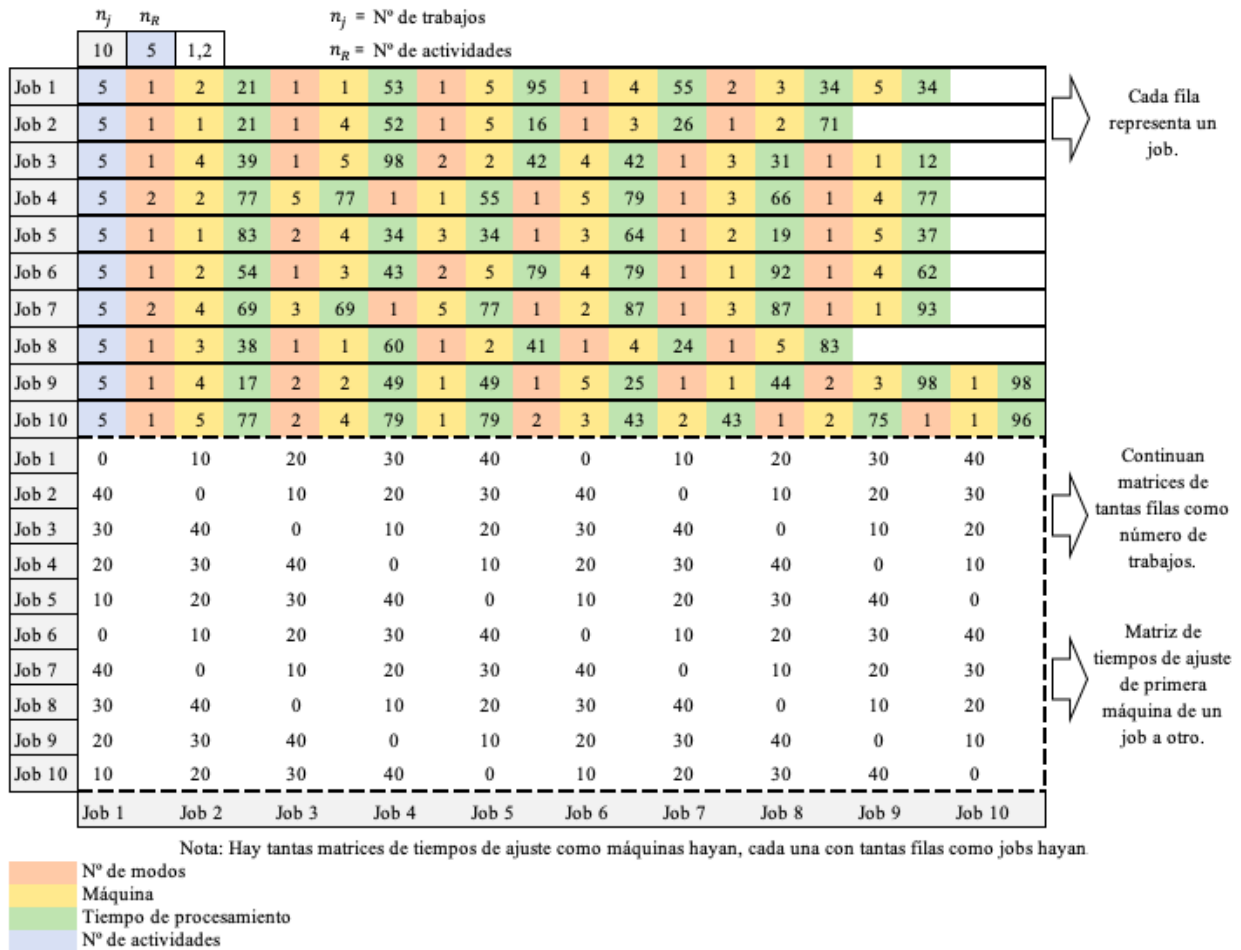 nj nR nj = Nº de trabajos
10 5 1,2 nR = Nº de actividades
Job 1 5 1 2 21 1 1 53 1 5 95 1 4 55 2 3 34 5 34
Job 2 5 1 1 21 1 4 52 1 5 16 1 3 26 1 2 71
Job 3 5 1 4 39 1 5 98 2 2 42 4 42 1 3 31 1 1 12
Job 4 5 2 2 77 5 77 1 1 55 1 5 79 1 3 66 1 4 77
Job 5 5 1 1 83 2 4 34 3 34 1 3 64 1 2 19 1 5 37
Job 6 5 1 2 54 1 3 43 2 5 79 4 79 1 1 92 1 4 62
Job 7 5 2 4 69 3 69 1 5 77 1 2 87 1 3 87 1 1 93
Job 8 5 1 3 38 1 1 60 1 2 41 1 4 24 1 5 83
Job 9 5 1 4 17 2 2 49 1 49 1 5 25 1 1 44 2 3 98 1 98
Job 10 5 1 5 77 2 4 79 1 79 2 3 43 2 43 1 2 75 1 1 96
Cada fila
representa un
job.
Job 1 0 10 20 30 40 0 10 20 30 40
Job 2 40 0 10 20 30 40 0 10 20 30
Job 3 30 40 0 10 20 30 40 0 10 20
Job 4 20 30 40 0 10 20 30 40 0 10
Job 5 10 20 30 40 0 10 20 30 40 0
Job 6 0 10 20 30 40 0 10 20 30 40
Job 7 40 0 10 20 30 40 0 10 20 30
Job 8 30 40 0 10 20 30 40 0 10 20
Job 9 20 30 40 0 10 20 30 40 0 10
Job 10 10 20 30 40 0 10 20 30 40 0
Job 1 Job 2 Job 3 Job 4 Job 5 Job 6 Job 7 Job 8 Job 9 Job 10
Continuan
matrices de
tantas filas como
número de
trabajos.
Matriz de
tiempos de ajuste
de primera
máquina de un
job a otro.
Nota: Hay tantas matrices de tiempos de ajuste como máquinas hayan, cada una con tantas filas como jobs hayan
Nº de modos
Máquina
Tiempo de procesamiento
Nº de actividades